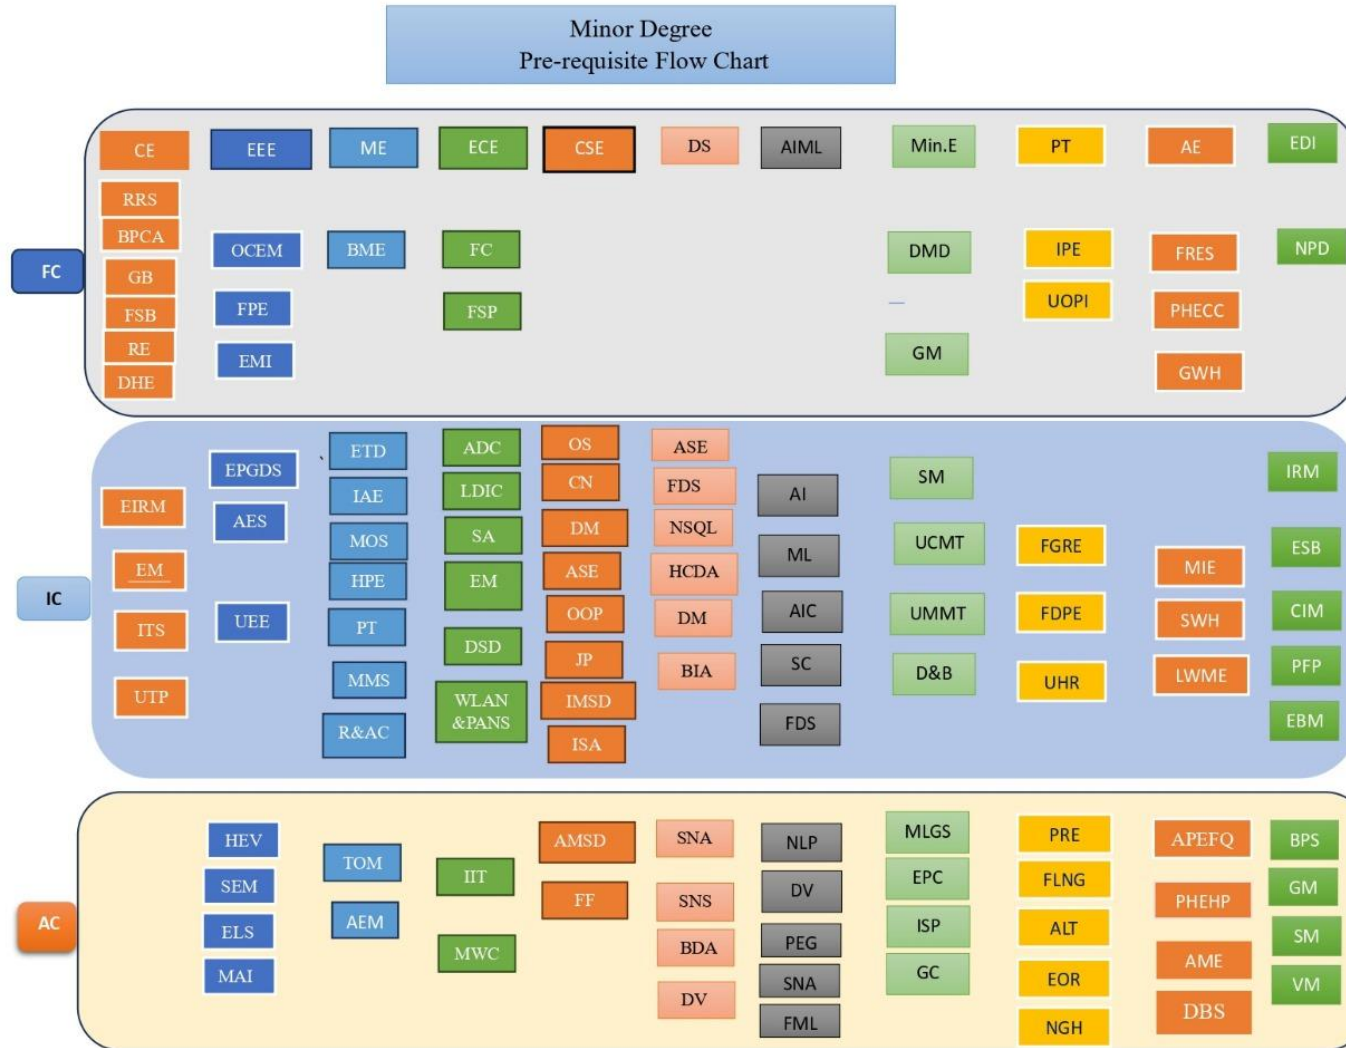 Minor Degree
Pre-requisite Flow Chart
CE EEE ME ECE CSE DS AIML Min.E PT AE EDI
RRS
BPCA OCEM BME FC DMD IPE FRES NPD
FC
GB
FSB FPE FSP UOPI PHECC
RE EMI GM
DHE GWH
ETD ADC OS ASE
EPGDS SM IRM
IAE LDIC CN FDS AI
EIRM AES
MOS SA DM NSQL UCMT FGRE ESB
EM HPE EM ASE HCDA ML MIE
IC
ITS UEE PT OOP DM AIC UMMT FDPE SWH CIM
DSD JP BIA SC D&B UHR LWME PFP
UTP MMS WLAN
&PANS IMSD
R&AC ISA FDS EBM
HEV AMSD SNA NLP MLGS PRE APEFQ BPS
TOM IIT
SEM FF SNS DV EPC FLNG PHEHP GM
AC
ELS AEM BDA PEG ISP ALT SM
MAI MWC GC EOR AME VM
DV SNA
FML NGH DBS